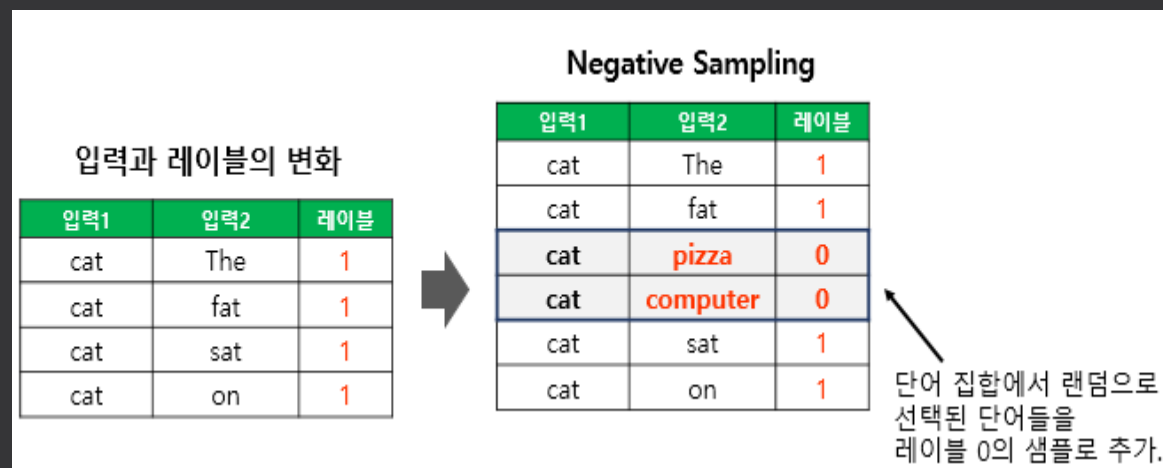 입력과 레이블의 변화
입력1 입력2 레이블
cat The 1
cat fat 1
cat sat 1
cat on 1
Negative Sampling
입력1 입력2 레이블
cat The 1
cat fat 1
cat pizza 0
cat computer 0
cat sat 1
cat on 1
단어 집합에서 랜덤으로
선택된 단어들을
레이블 0의 샘플로 추가.